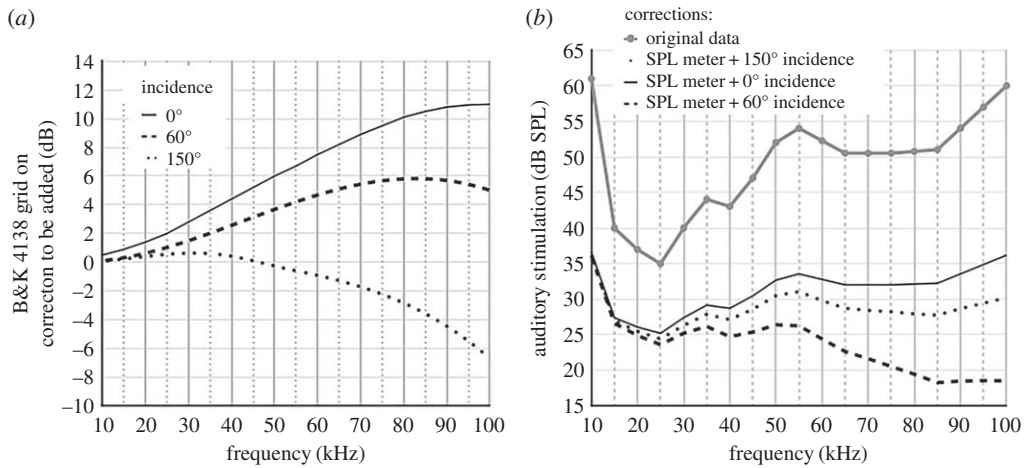 (a)
14
12
10
8
6
4
2
0
−2
−4
−6
−8
−10
B&K 4138 grid on
correcton to be added (dB)
incidence
0°
60°
150°
10 20 30 40 50 60 70 80 90 100
frequency (kHz)
(b)
corrections:
original data
SPL meter + 150° incidence
SPL meter + 0° incidence
SPL meter + 60° incidence
65
60
55
50
45
40
35
30
25
20
15
auditory stimulation (dB SPL)
10 20 30 40 50 60 70 80 90 100
frequency (kHz)